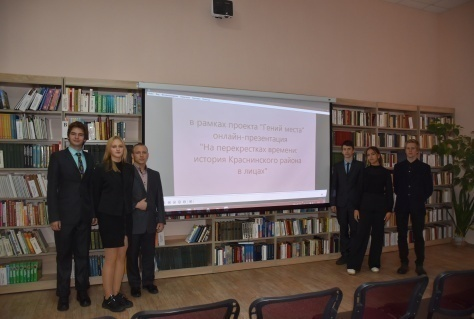 в рамках проекта "Гений места"
онлайн-презентация
"На перекрестках времени:
история Краснинского района
в лицах"